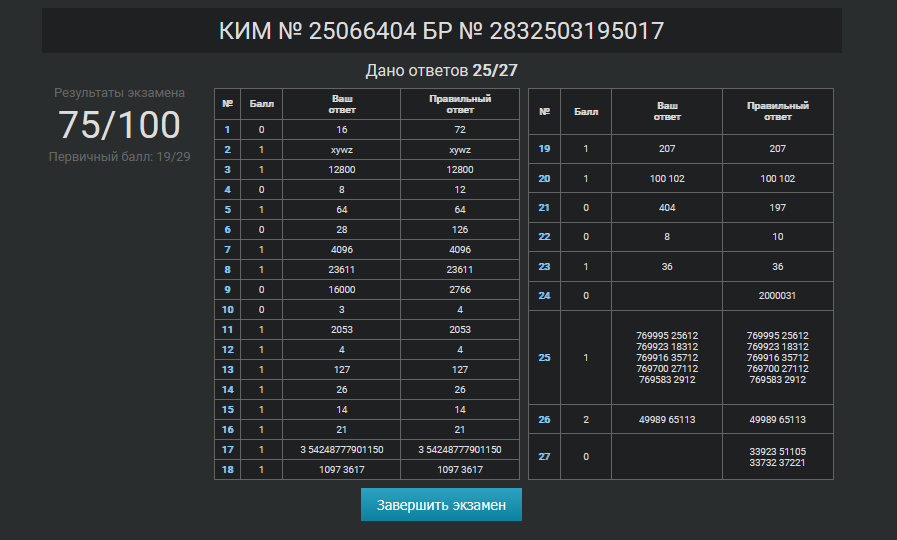 КИМ № 25066404 БР № 2832503195017
Дано ответов 25/27
Результаты экзамена
75/100
Первичный балл: 19/29
№ Балл Ваш ответ Правильный ответ
1 0 16 72
2 1 xywz xywz
3 1 12800 12800
4 0 8 12
5 1 64 64
6 0 28 126
7 1 4096 4096
8 1 23611 23611
9 0 16000 2766
10 0 3 4
11 1 2053 2053
12 1 4 4
13 1 127 127
14 1 26 26
15 1 14 14
16 1 21 21
17 1 3 54248777901150 3 54248777901150
18 1 1097 3617 1097 3617
№ Балл Ваш ответ Правильный ответ
19 1 207 207
20 1 100 102 100 102
21 0 404 197
22 0 8 10
23 1 36 36
24 0 2000031
769995 25612 769995 25612
769923 18312 769923 18312
25 1 769916 35712 769916 35712
769700 27112 769700 27112
769583 2912 769583 2912
26 2 49989 65113 49989 65113
27 0 33923 51105
33732 37221
Завершить экзамен